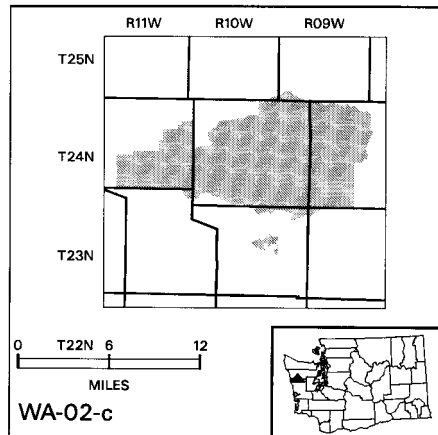 R11W R10W R09W
T25N
T24N
T23N
T22N
0 6 12
MILES
WA-02-c